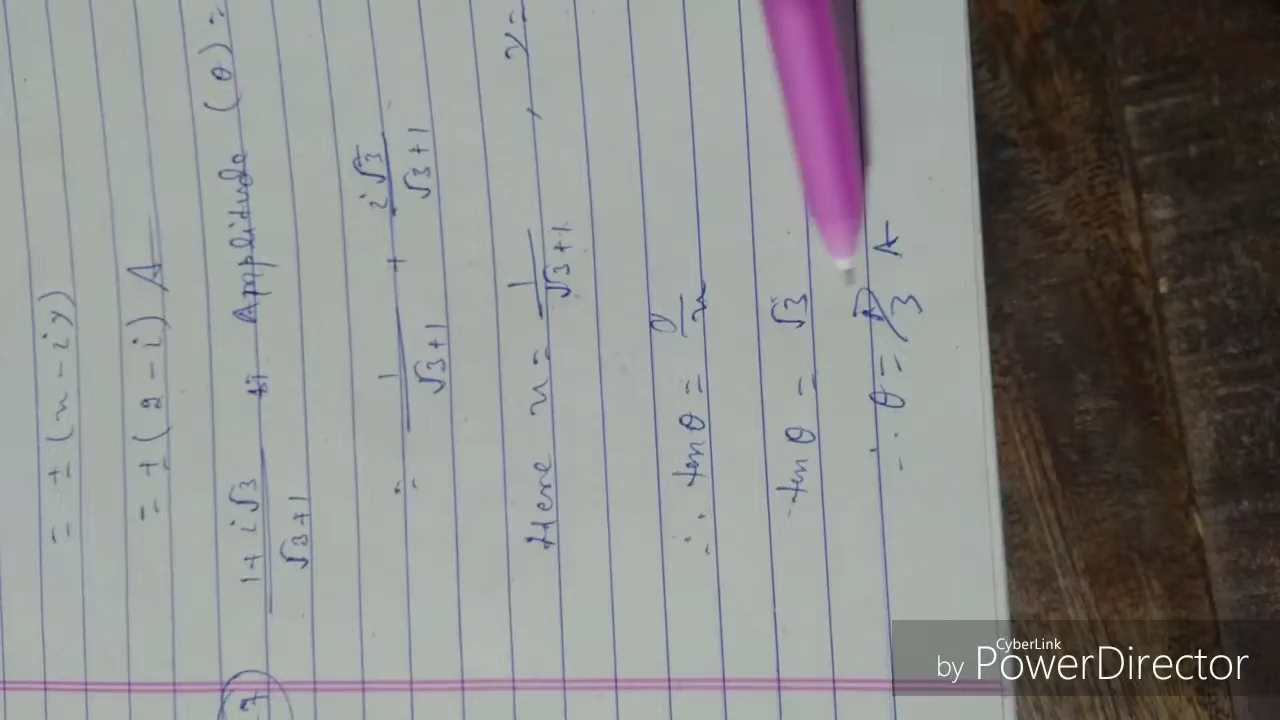 = ± (x - iy)
= ± (2 - i) A
7) 1 + i√3 / √3+1 Amplitude (θ) =
= 1/√3+1 + i√3/√3+1
Here x = 1/√3+1 , y =
∴ tanθ = y/x
tanθ = √3
∴ θ = π/3 A
CyberLink
by PowerDirector